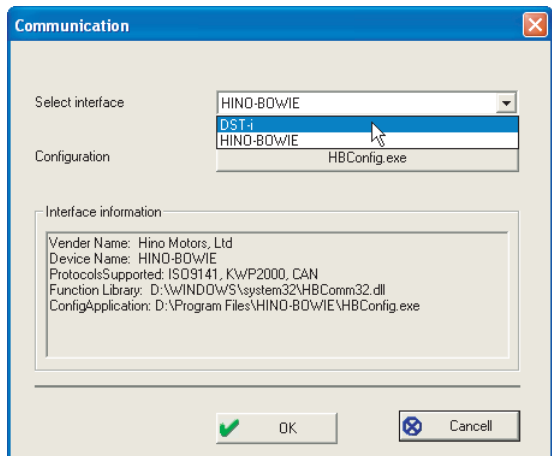 Communication
Select interface
HINO-BOWIE
DST-i
HINO-BOWIE
Configuration
HBConfig.exe
Interface information
Vender Name: Hino Motors, Ltd
Device Name: HINO-BOWIE
ProtocolsSupported: ISO9141, KWP2000, CAN
Function Library: D:\WINDOWS\system32\HBComm32.dll
ConfigApplication: D:\Program Files\HINO-BOWIE\HBConfig.exe
OK
Cancell